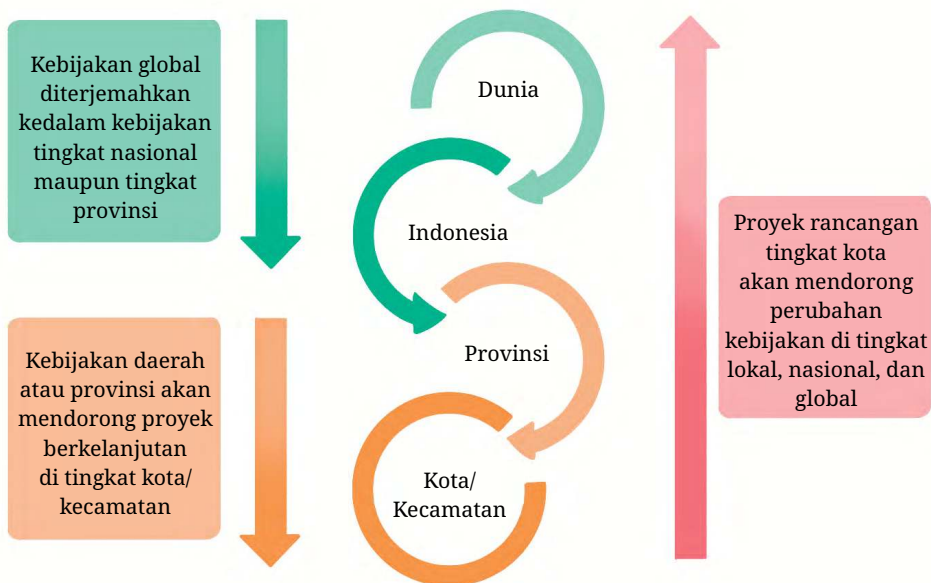 Kebijakan global
diterjemahkan
kedalam kebijakan
tingkat nasional
maupun tingkat
provinsi
Kebijakan daerah
atau provinsi akan
mendorong proyek
berkelanjutan
di tingkat kota/
kecamatan
Dunia
Indonesia
Provinsi
Kota/
Kecamatan
Proyek rancangan
tingkat kota
akan mendorong
perubahan
kebijakan di tingkat
lokal, nasional, dan
global